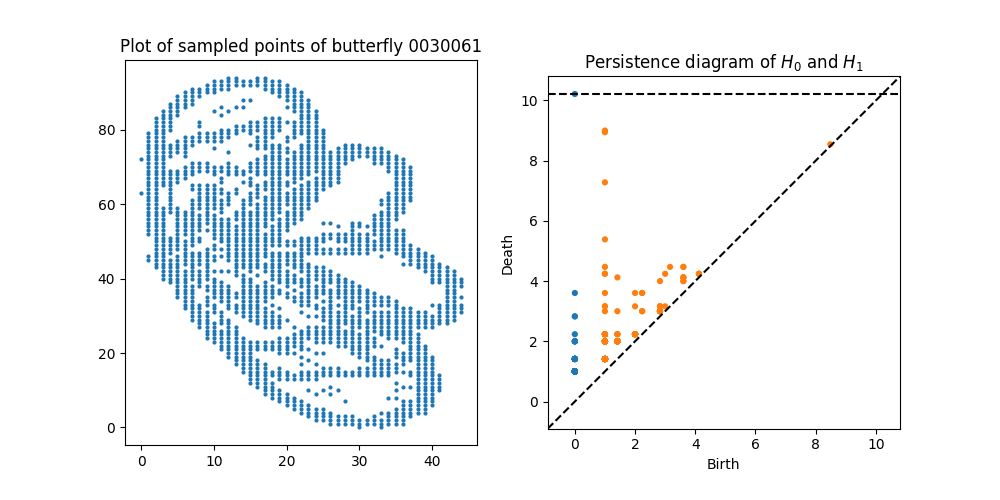 Plot of sampled points of butterfly 0030061
80
60
40
20
0
0 10 20 30 40
Persistence diagram of $H_0$ and $H_1$
Death
10
8
6
4
2
0
0 2 4 6 8 10
Birth